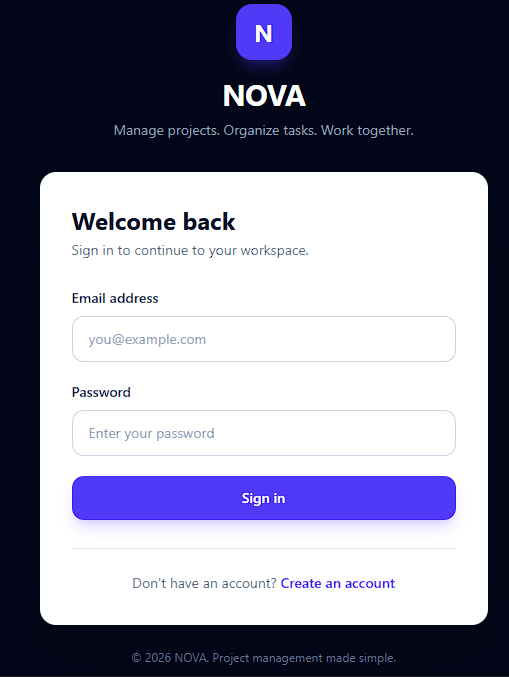 N
NOVA
Manage projects. Organize tasks. Work together.
Welcome back
Sign in to continue to your workspace.
Email address
you@example.com
Password
Enter your password
Sign in
Don't have an account? Create an account
© 2026 NOVA. Project management made simple.